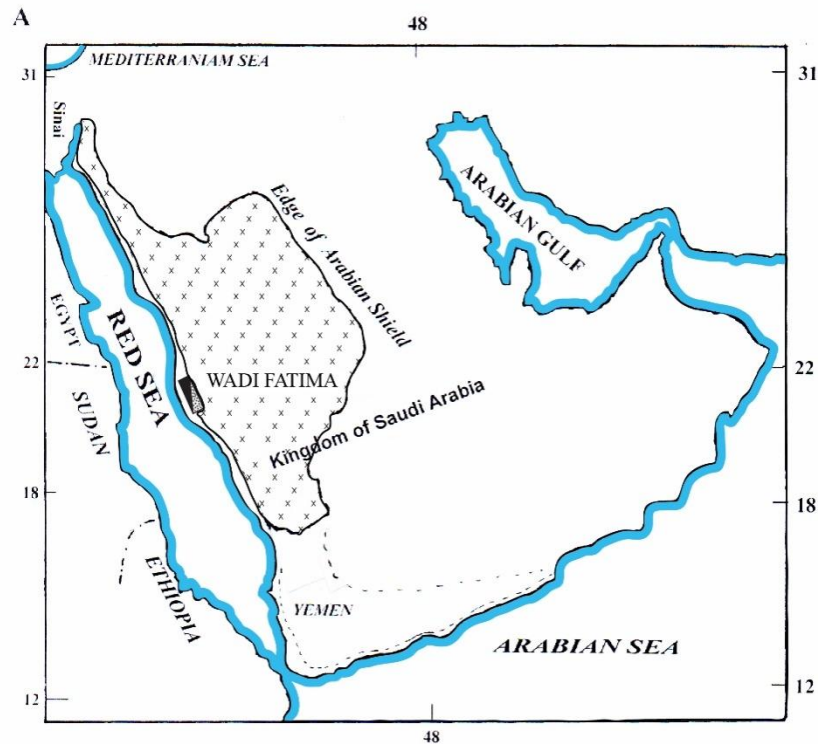 A
48
MEDITERRANIAM SEA
31
31
Sinai
Edge of Arabian Shield
ARABIAN GULF
EGYPT
RED SEA
22
WADI FATIMA
22
SUDAN
Kingdom of Saudi Arabia
18
18
ETHIOPIA
YEMEN
ARABIAN SEA
12
12
48